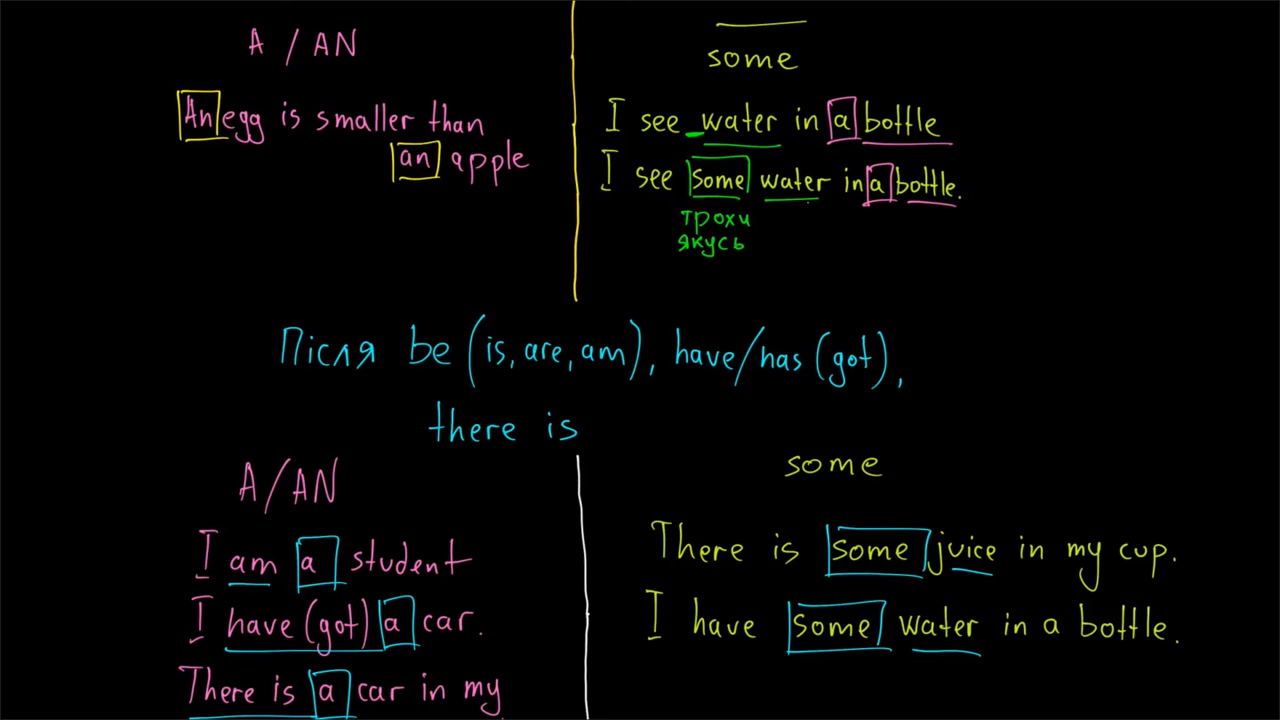 A / AN
An egg is smaller than
an apple
some
I see water in a bottle
I see some water in a bottle.
трохи
якусь
Після be (is, are, am), have/has (got),
there is
A/AN
I am a student
I have (got) a car.
There is a car in my
some
There is some juice in my cup.
I have some water in a bottle.